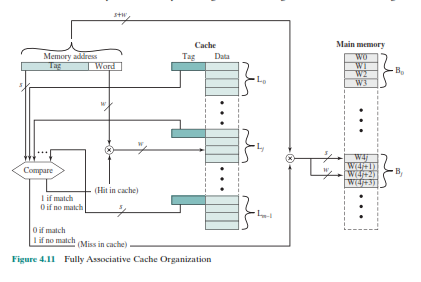 s+w
Cache
Main memory
Memory address
Tag
Data
Tag
Word
W0
W1
W2
W3
B0
L0
s
w
w
W4j
W(4j+1)
W(4j+2)
W(4j+3)
Bj
s
w
Lj
Compare
(Hit in cache)
1 if match
0 if no match
s
Lm–1
0 if match
1 if no match
(Miss in cache)
Figure 4.11 Fully Associative Cache Organization